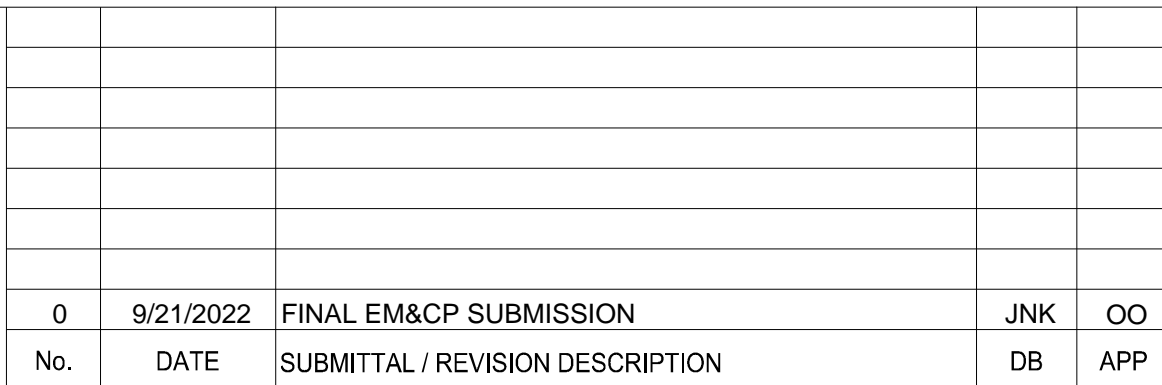 0 9/21/2022 FINAL EM&CP SUBMISSION JNK OO
No. DATE SUBMITTAL / REVISION DESCRIPTION DB APP